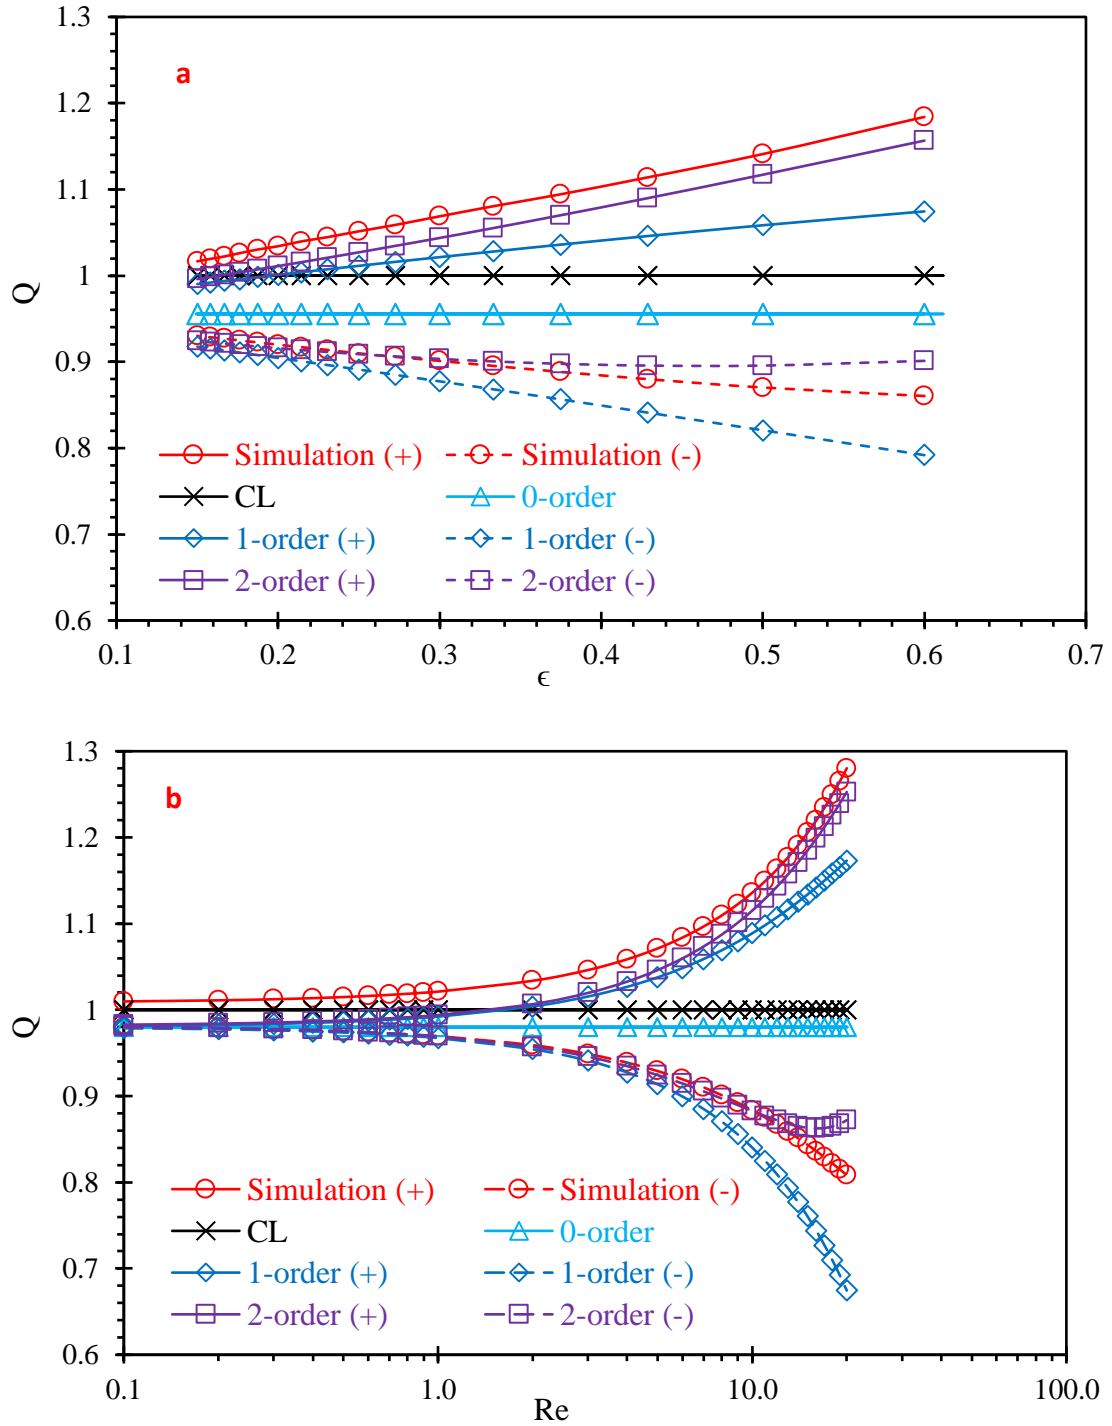 1.3
a
1.2
1.1
1
Q
0.9
0.8
Simulation (+) Simulation (-)
CL 0-order
0.7
1-order (+) 1-order (-)
2-order (+) 2-order (-)
0.6
0.1 0.2 0.3 0.4 0.5 0.6 0.7
ϵ
1.3
b
1.2
1.1
1
Q
0.9
0.8
Simulation (+) Simulation (-)
CL 0-order
0.7
1-order (+) 1-order (-)
2-order (+) 2-order (-)
0.6
0.1 1.0 10.0 100.0
Re